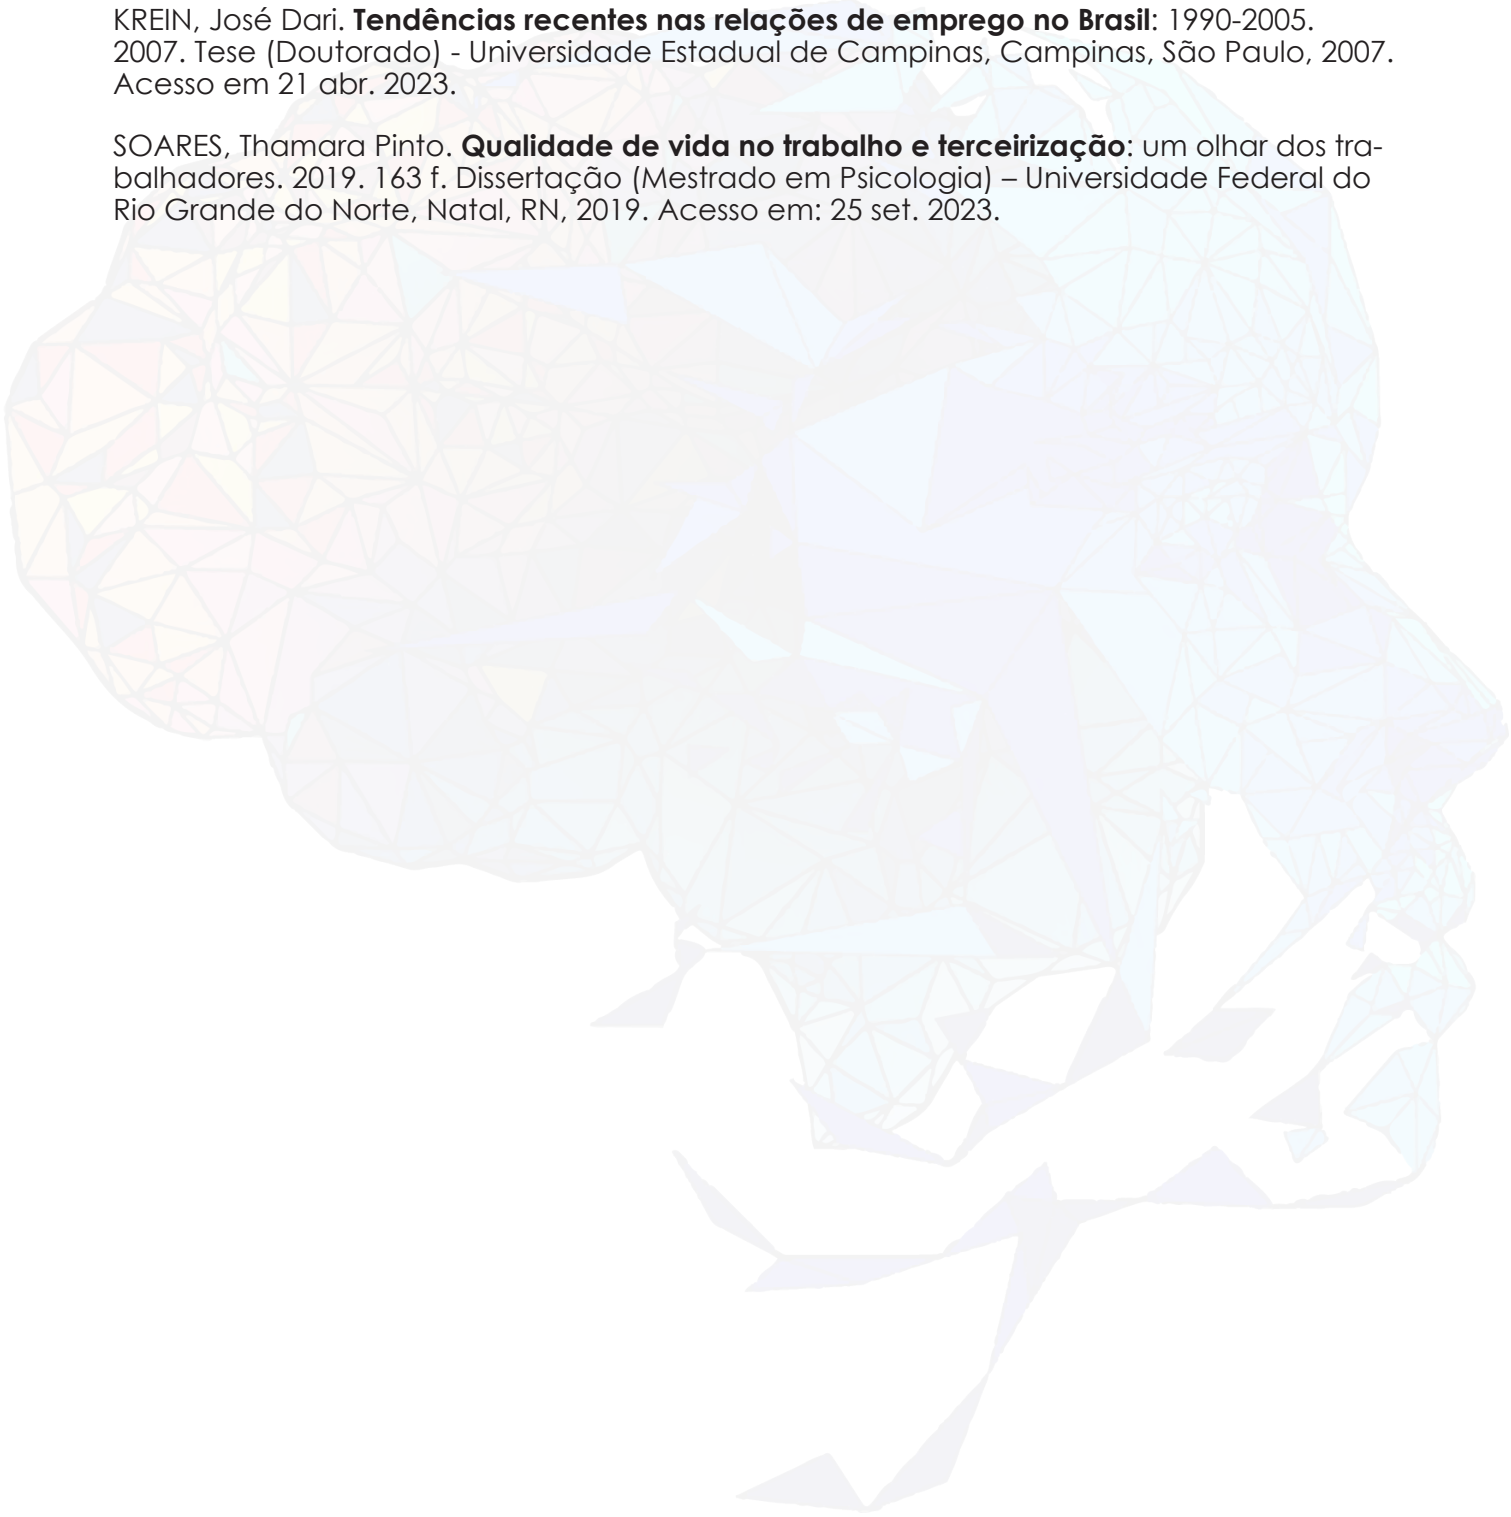 KREIN, José Dari. Tendências recentes nas relações de emprego no Brasil: 1990-2005.
2007. Tese (Doutorado) - Universidade Estadual de Campinas, Campinas, São Paulo, 2007.
Acesso em 21 abr. 2023.
SOARES, Thamara Pinto. Qualidade de vida no trabalho e terceirização: um olhar dos tra-
balhadores. 2019. 163 f. Dissertação (Mestrado em Psicologia) – Universidade Federal do
Rio Grande do Norte, Natal, RN, 2019. Acesso em: 25 set. 2023.